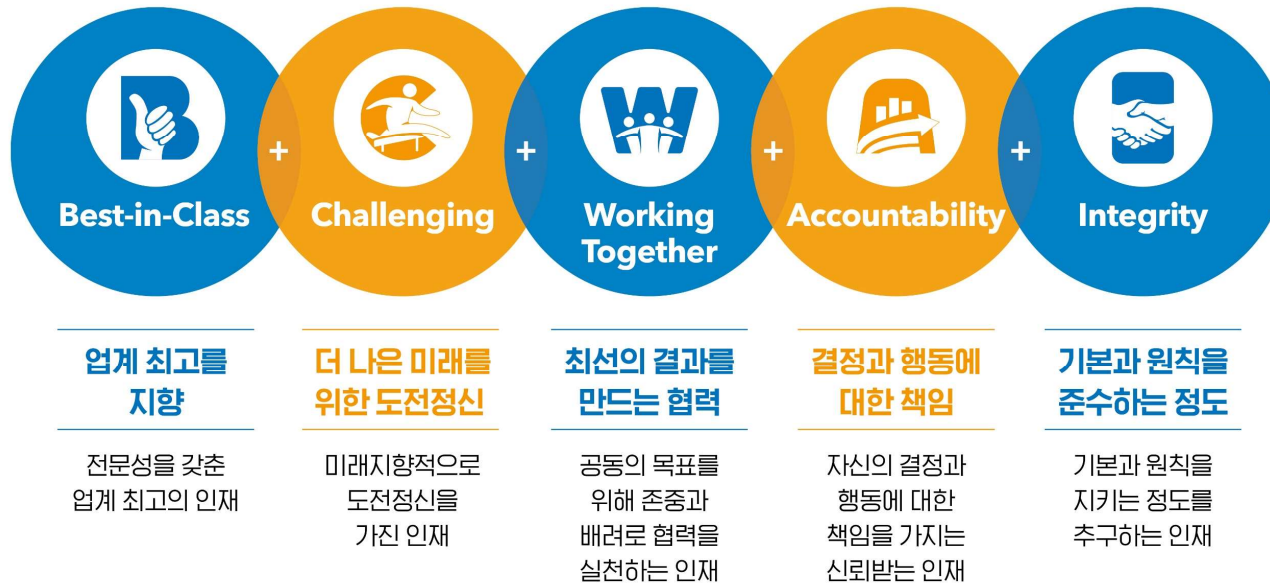 Best-in-Class
+
Challenging
+
Working
Together
+
Accountability
+
Integrity
업계 최고를
지향
전문성을 갖춘
업계 최고의 인재
더 나은 미래를
위한 도전정신
미래지향적으로
도전정신을
가진 인재
최선의 결과를
만드는 협력
공동의 목표를
위해 존중과
배려로 협력을
실천하는 인재
결정과 행동에
대한 책임
자신의 결정과
행동에 대한
책임을 가지는
신뢰받는 인재
기본과 원칙을
준수하는 정도
기본과 원칙을
지키는 정도를
추구하는 인재